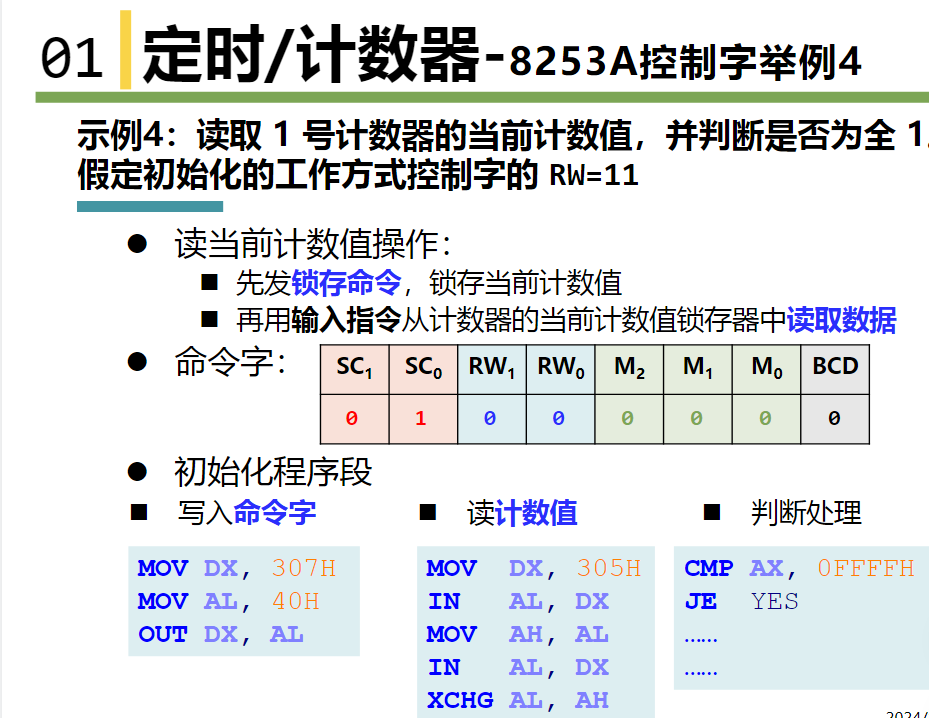 01 定时/计数器-8253A控制字举例4
示例4：读取 1 号计数器的当前计数值，并判断是否为全 1。
假定初始化的工作方式控制字的 RW=11
● 读当前计数值操作：
■ 先发锁存命令，锁存当前计数值
■ 再用输入指令从计数器的当前计数值锁存器中读取数据
● 命令字：
SC1 SC0 RW1 RW0 M2 M1 M0 BCD
0 1 0 0 0 0 0 0
● 初始化程序段
■ 写入命令字
MOV DX, 307H
MOV AL, 40H
OUT DX, AL
■ 读计数值
MOV DX, 305H
IN AL, DX
MOV AH, AL
IN AL, DX
XCHG AL, AH
■ 判断处理
CMP AX, 0FFFFH
JE YES
……
……